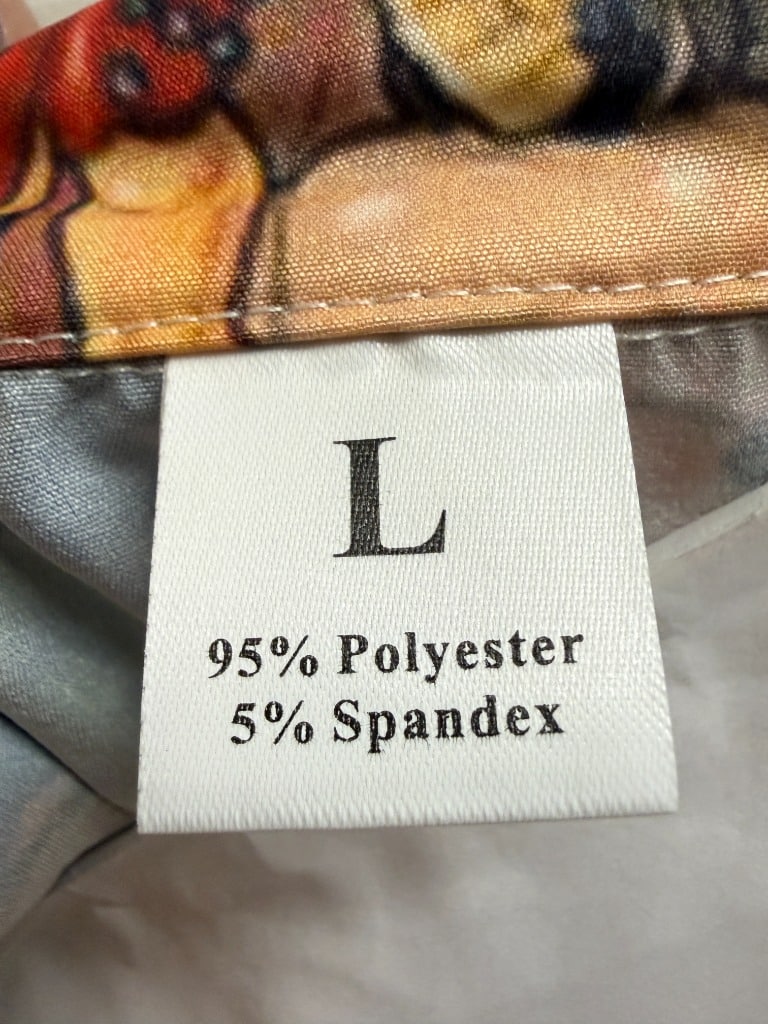 L
95% Polyester
5% Spandex